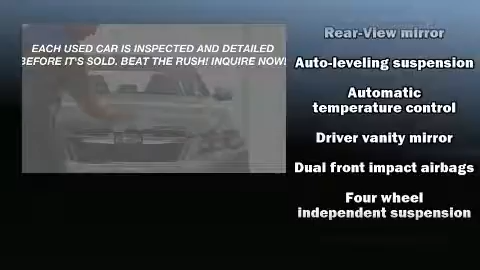 EACH USED CAR IS INSPECTED AND DETAILED
BEFORE IT'S SOLD. BEAT THE RUSH! INQUIRE NOW!
Rear-View mirror
Auto-leveling suspension
Automatic
temperature control
Driver vanity mirror
Dual front impact airbags
Four wheel
independent suspension